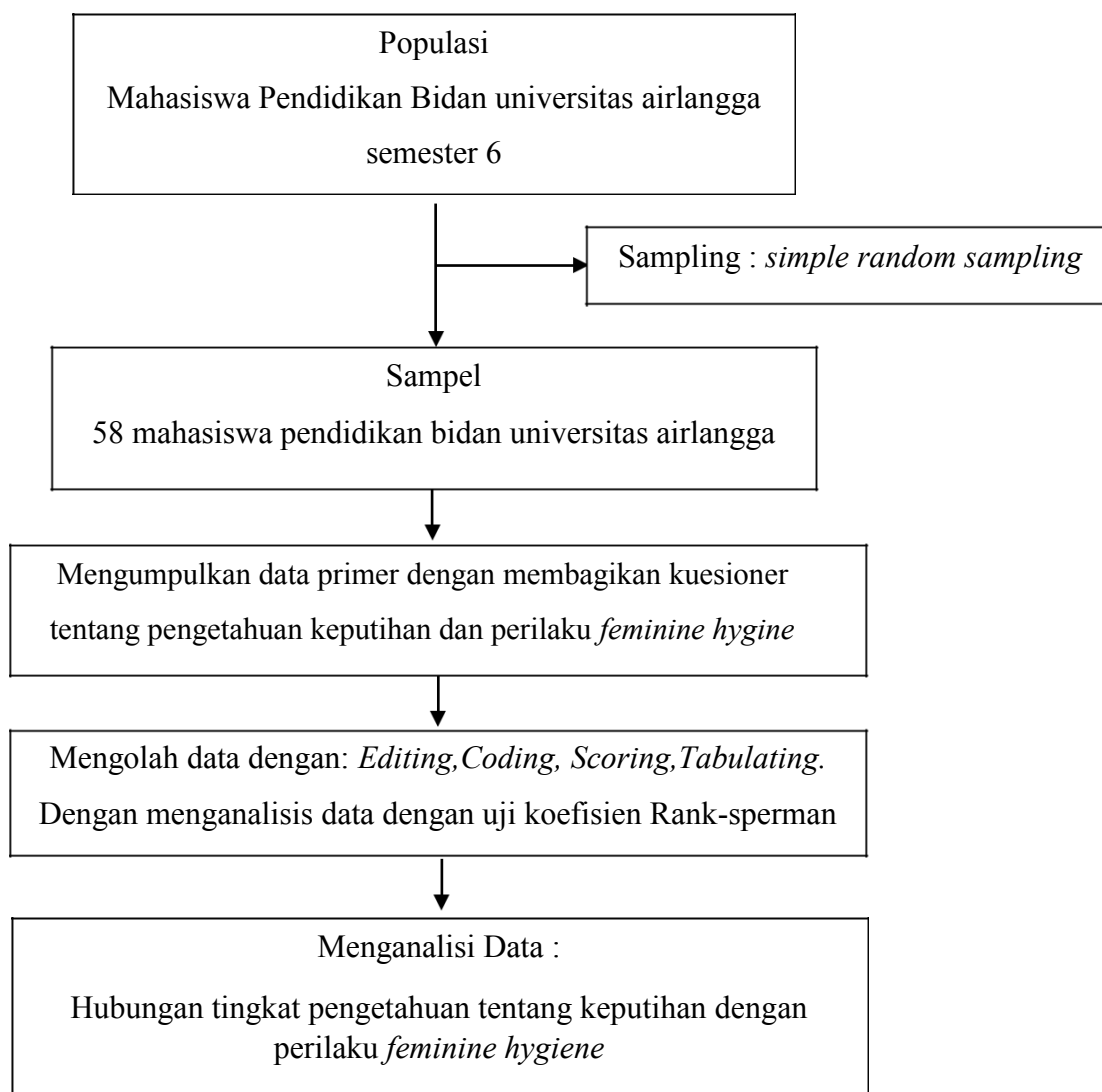 Populasi
Mahasiswa Pendidikan Bidan universitas airlangga
semester 6
Sampling : simple random sampling
Sampel
58 mahasiswa pendidikan bidan universitas airlangga
Mengumpulkan data primer dengan membagikan kuesioner
tentang pengetahuan keputihan dan perilaku feminine hygine
Mengolah data dengan: Editing,Coding, Scoring,Tabulating.
Dengan menganalisis data dengan uji koefisien Rank-sperman
Menganalisi Data :
Hubungan tingkat pengetahuan tentang keputihan dengan
perilaku feminine hygiene